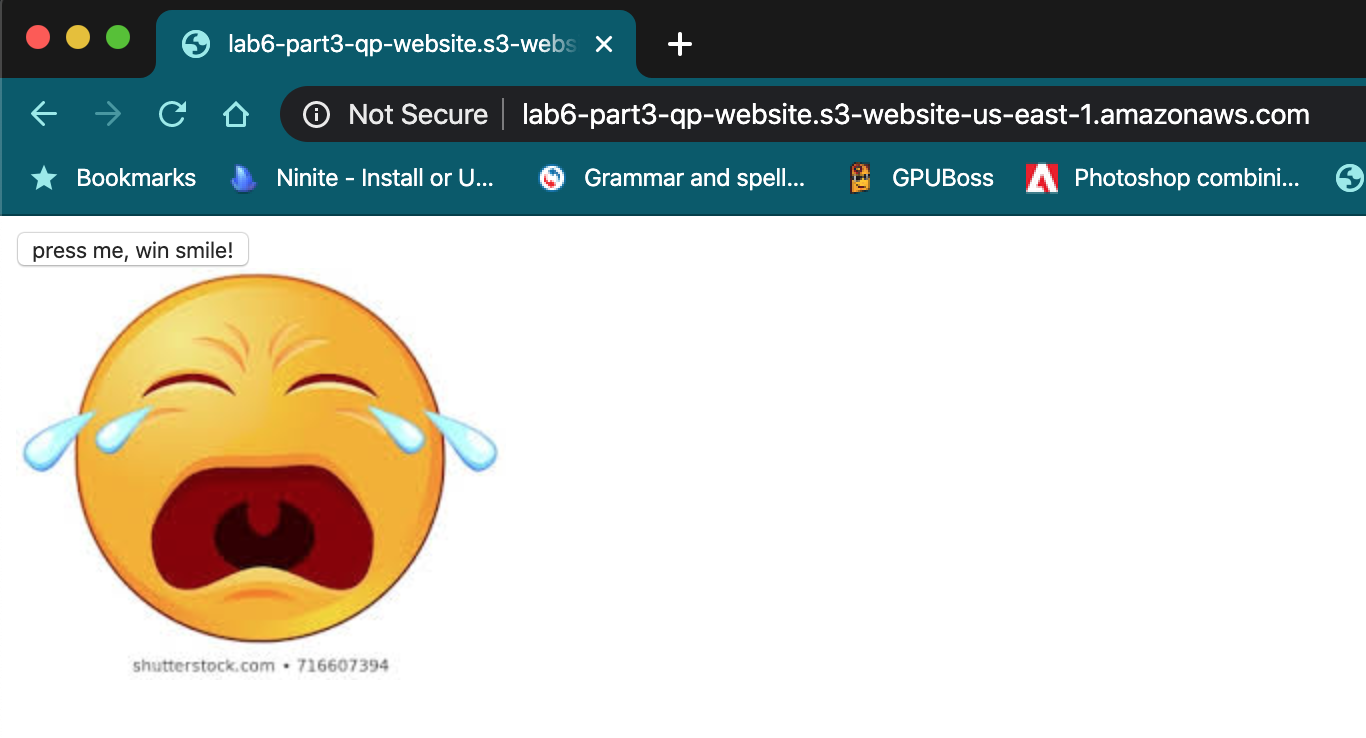 lab6-part3-qp-website.s3-webs
Not Secure lab6-part3-qp-website.s3-website-us-east-1.amazonaws.com
Bookmarks Ninite - Install or U... Grammar and spell... GPUBoss Photoshop combini...
press me, win smile!
shutterstock.com • 716607394